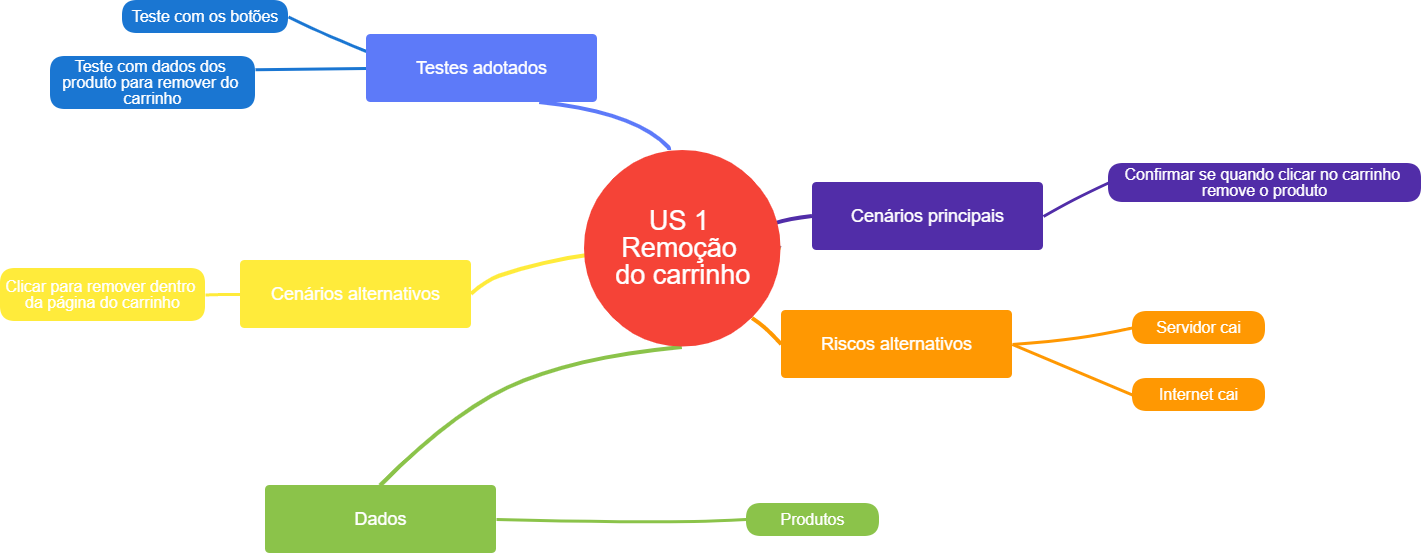 Teste com os botões
Teste com dados dos
produto para remover do
carrinho
Testes adotados
US 1
Remoção
do carrinho
Cenários principais
Confirmar se quando clicar no carrinho
remove o produto
Cenários alternativos
Clicar para remover dentro
da página do carrinho
Riscos alternativos
Servidor cai
Internet cai
Dados
Produtos